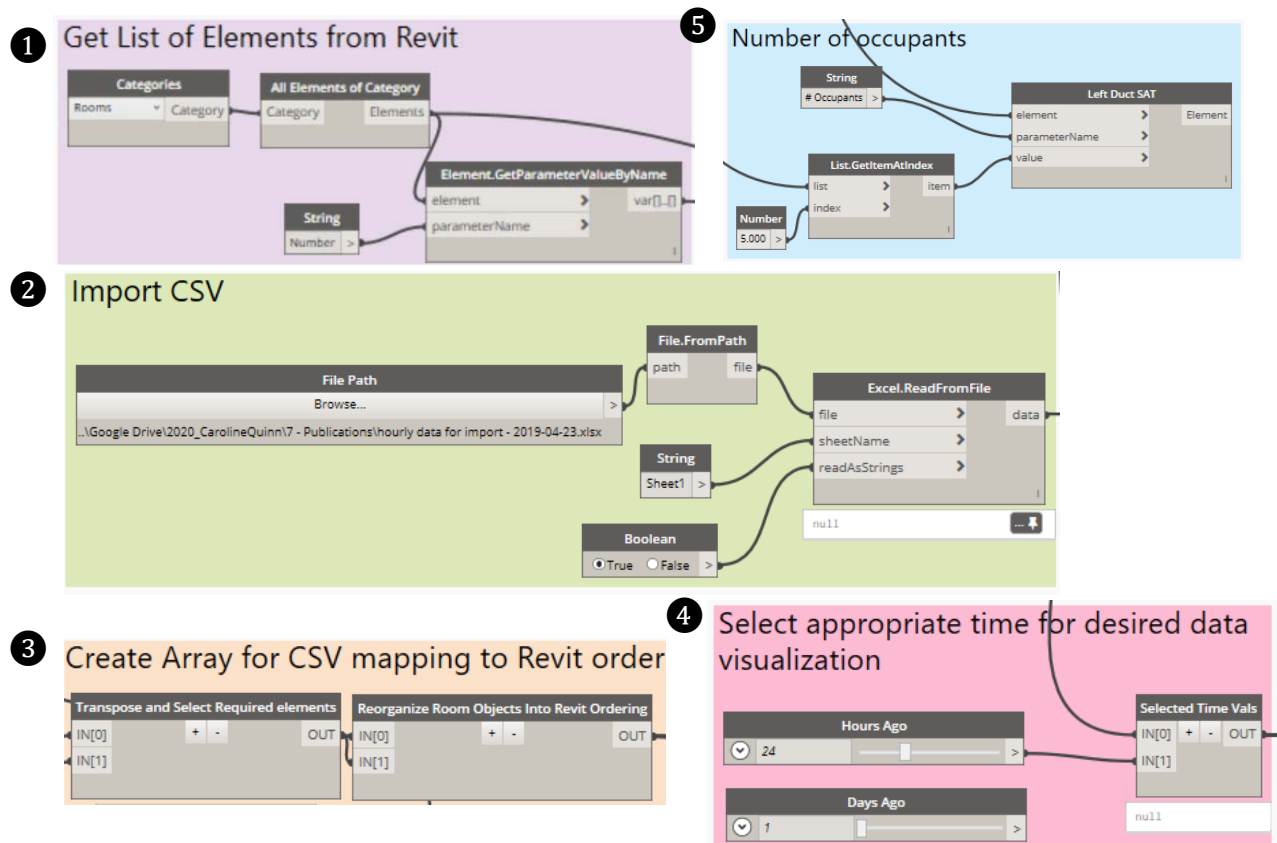 1
Get List of Elements from Revit
Categories
Rooms
Category
All Elements of Category
Category
Elements
Element.GetParameterValueByName
element
var[]..[]
parameterName
String
Number
>
5
Number of occupants
String
# Occupants
>
Left Duct SAT
element
Element
parameterName
value
List.GetItemAtIndex
list
item
index
Number
5.000
>
2
Import CSV
File Path
Browse...
>
..\Google Drive\2020_CarolineQuinn\7 - Publications\hourly data for import - 2019-04-23.xlsx
File.FromPath
path
file
Excel.ReadFromFile
file
data
sheetName
readAsStrings
null
...
String
Sheet1
>
Boolean
True
False
>
3
Create Array for CSV mapping to Revit order
Transpose and Select Required elements
IN[0]
+ -
OUT
IN[1]
Reorganize Room Objects Into Revit Ordering
IN[0]
+ -
OUT
IN[1]
4
Select appropriate time for desired data
visualization
Hours Ago
24
>
Days Ago
1
>
Selected Time Vals
IN[0]
+ -
OUT
IN[1]
null